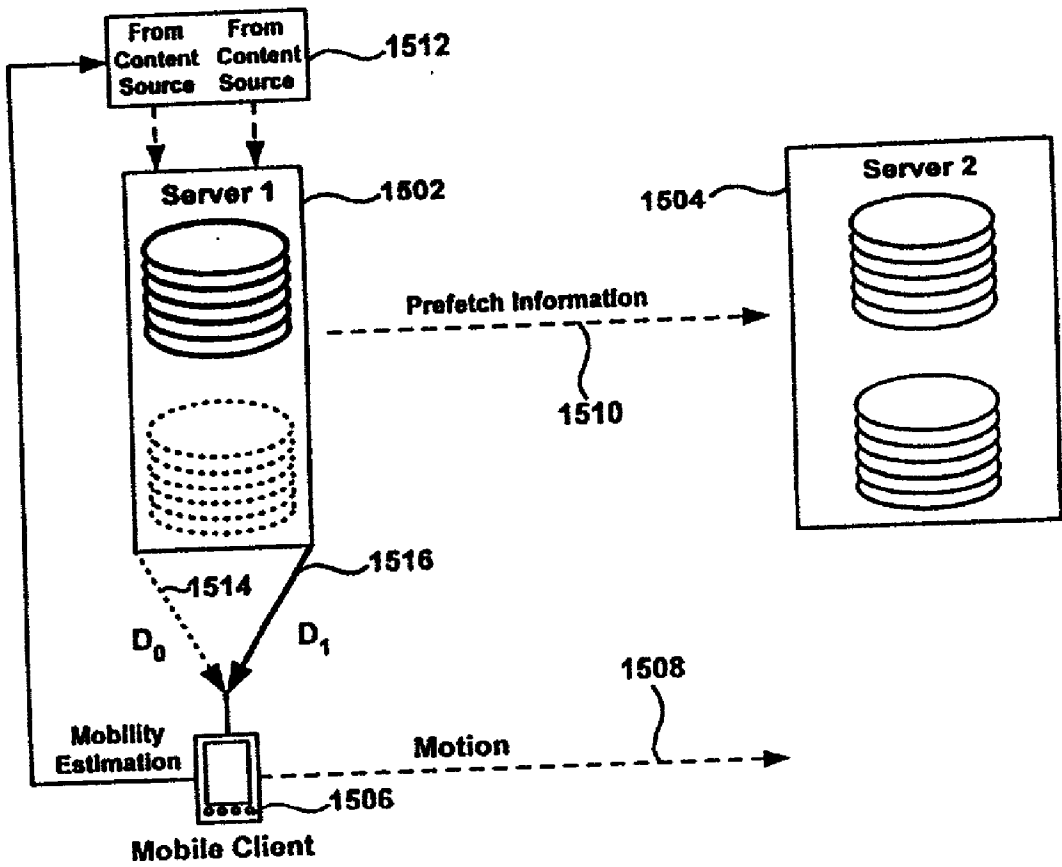 From Content Source
From Content Source
1512
Server 1
1502
Server 2
1504
Prefetch Information
1510
1514
1516
D0
D1
1508
Mobility
Estimation
Motion
1506
Mobile Client